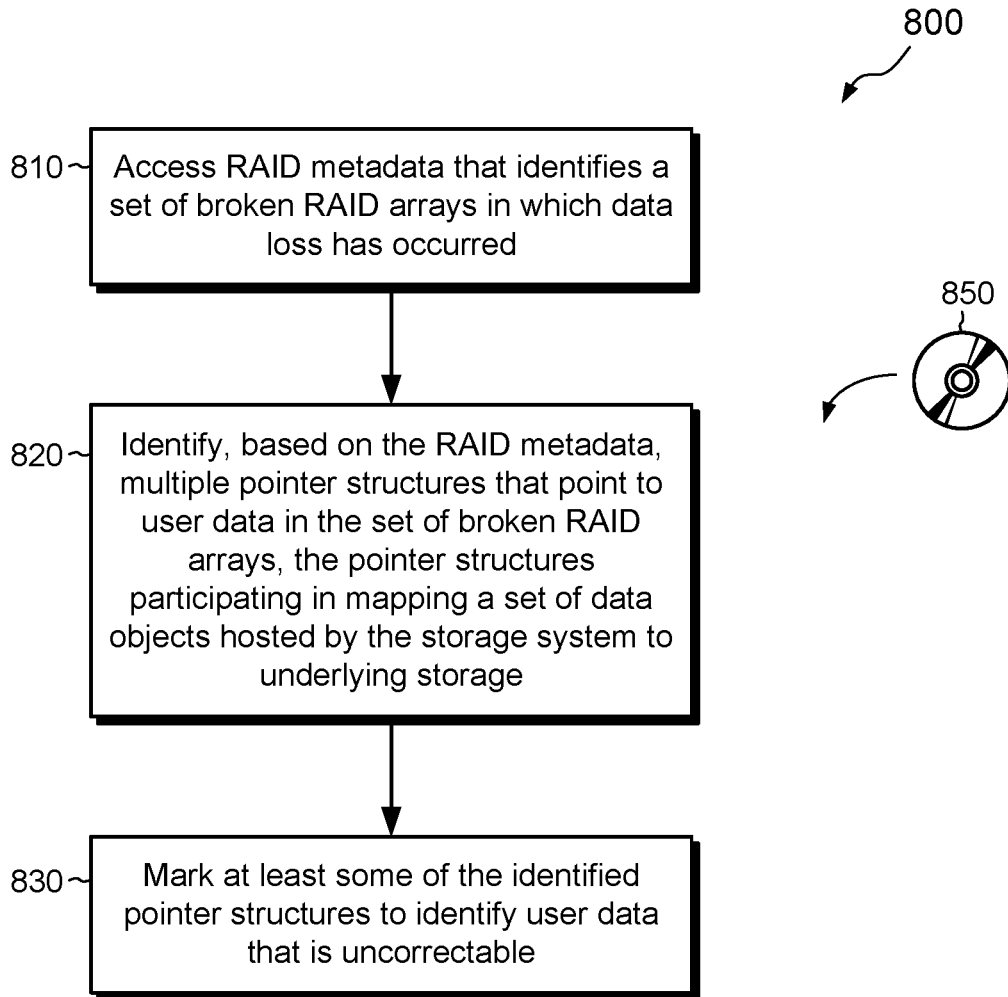 800
810
Access RAID metadata that identifies a
set of broken RAID arrays in which data
loss has occurred
850
820
Identify, based on the RAID metadata,
multiple pointer structures that point to
user data in the set of broken RAID
arrays, the pointer structures
participating in mapping a set of data
objects hosted by the storage system to
underlying storage
830
Mark at least some of the identified
pointer structures to identify user data
that is uncorrectable